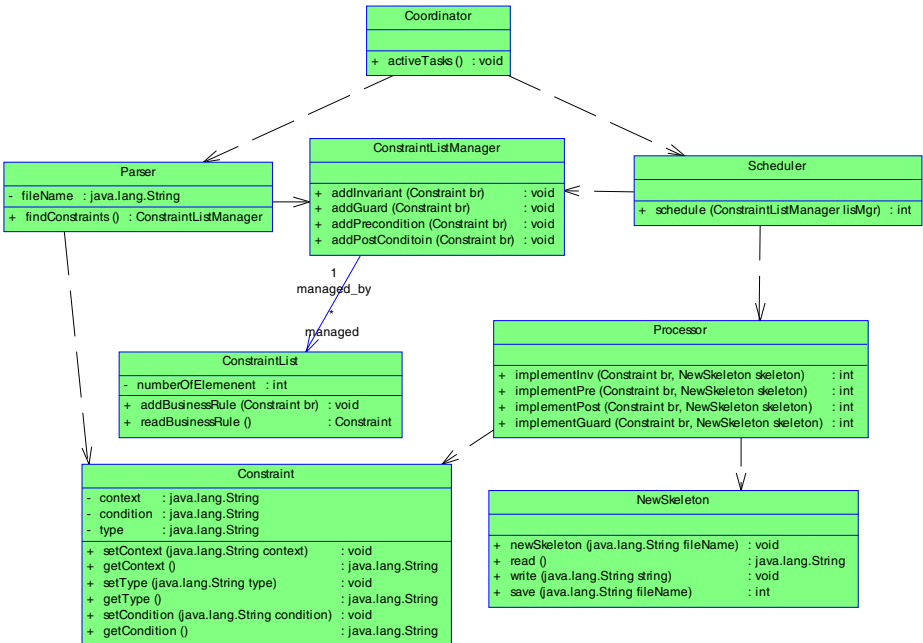 Coordinator
+ activeTasks () : void
ConstraintListManager
+ addInvariant (Constraint br) : void
+ addGuard (Constraint br) : void
+ addPrecondition (Constraint br) : void
+ addPostConditoin (Constraint br) : void
Parser
- fileName : java.lang.String
+ findConstraints () : ConstraintListManager
Scheduler
+ schedule (ConstraintListManager lisMgr) : int
1
managed_by
*
managed
ConstraintList
- numberOfElemenent : int
+ addBusinessRule (Constraint br) : void
+ readBusinessRule () : Constraint
Processor
+ implementInv (Constraint br, NewSkeleton skeleton) : int
+ implementPre (Constraint br, NewSkeleton skeleton) : int
+ implementPost (Constraint br, NewSkeleton skeleton) : int
+ implementGuard (Constraint br, NewSkeleton skeleton) : int
Constraint
- context : java.lang.String
- condition : java.lang.String
- type : java.lang.String
+ setContext (java.lang.String context) : void
+ getContext () : java.lang.String
+ setType (java.lang.String type) : void
+ getType () : java.lang.String
+ setCondition (java.lang.String condition) : void
+ getCondition () : java.lang.String
NewSkeleton
+ newSkeleton (java.lang.String fileName) : void
+ read () : java.lang.String
+ write (java.lang.String string) : void
+ save (java.lang.String fileName) : int